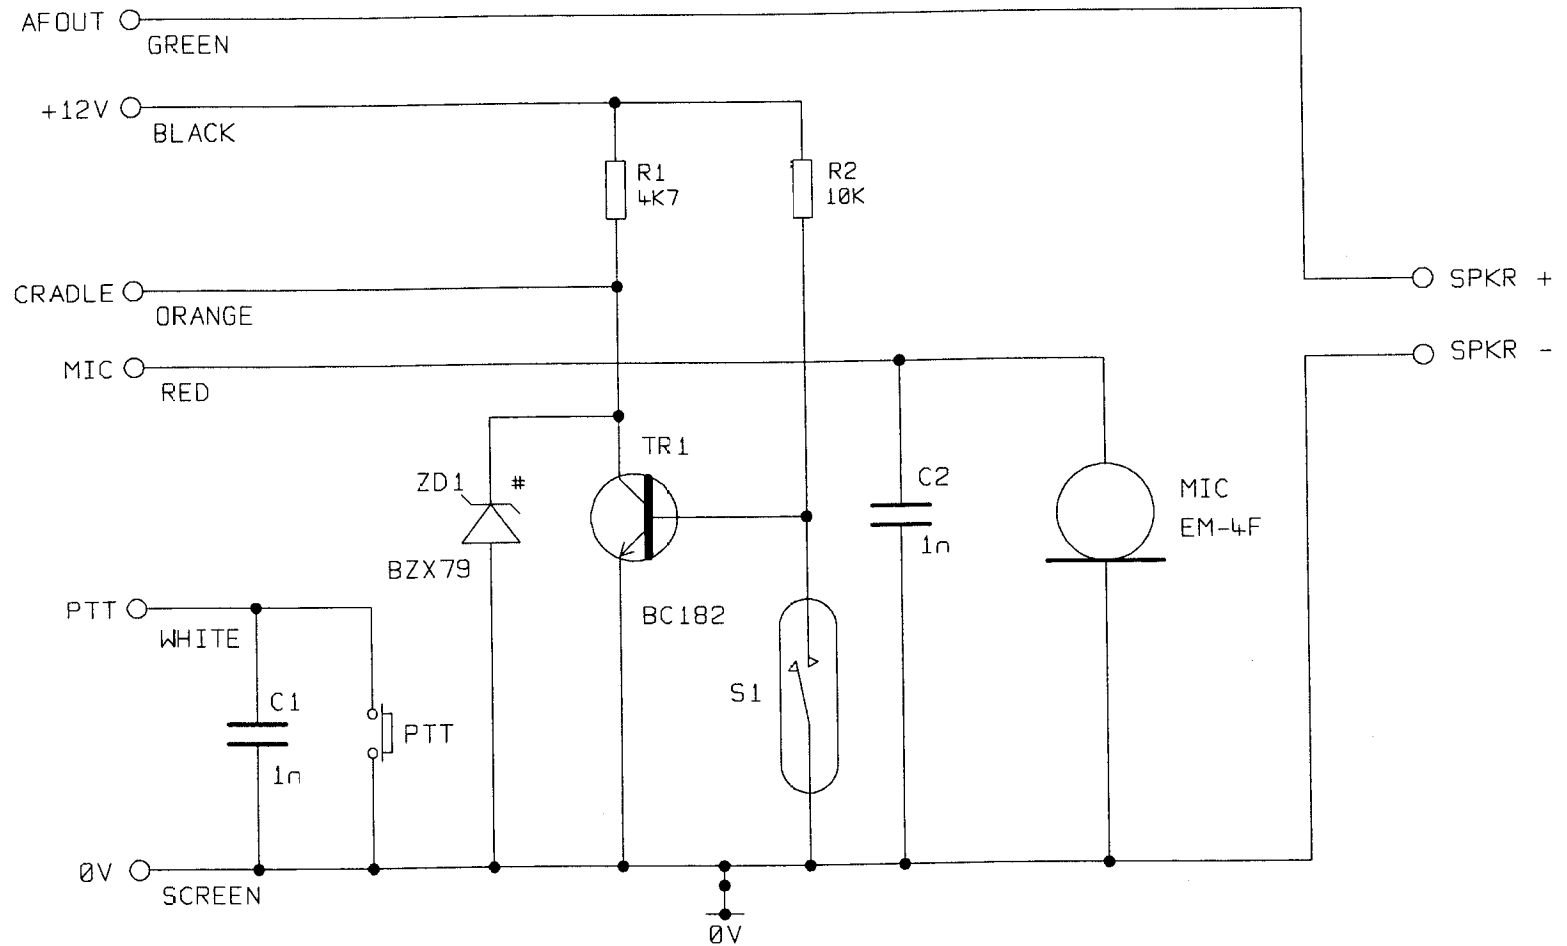 AFOUT
GREEN
+12V
BLACK
R1
4K7
R2
10K
CRADLE
ORANGE
SPKR +
MIC
RED
SPKR -
TR1
ZD1 #
C2
1n
MIC
EM-4F
BZX79
BC182
PTT
WHITE
C1
1n
PTT
S1
0V
SCREEN
0V